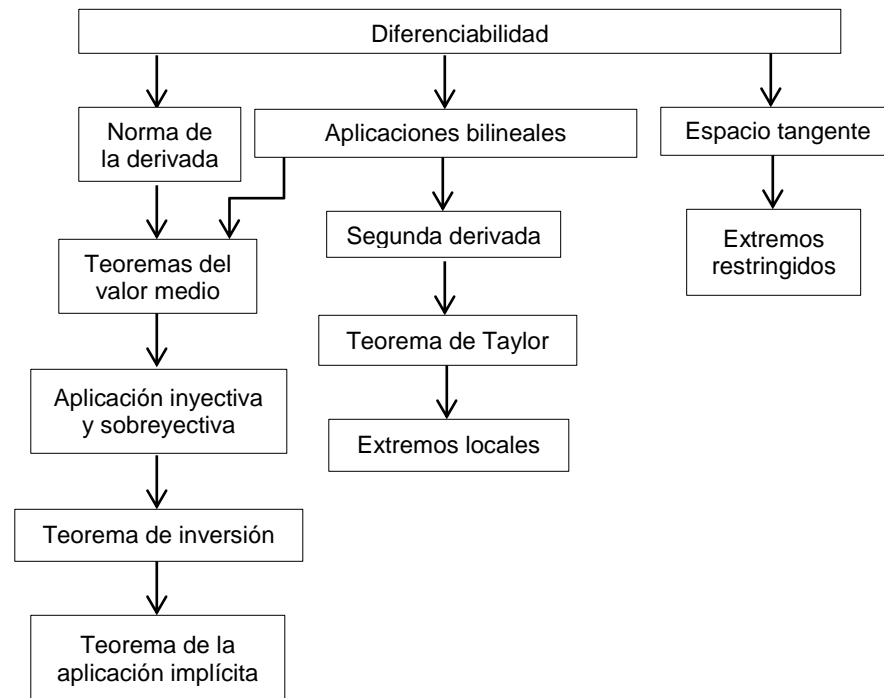 Diferenciabilidad
Norma de
la derivada
Aplicaciones bilineales
Espacio tangente
Teoremas del
valor medio
Segunda derivada
Extremos
restringidos
Teorema de Taylor
Aplicación inyectiva
y sobreyectiva
Extremos locales
Teorema de inversión
Teorema de la
aplicación implícita